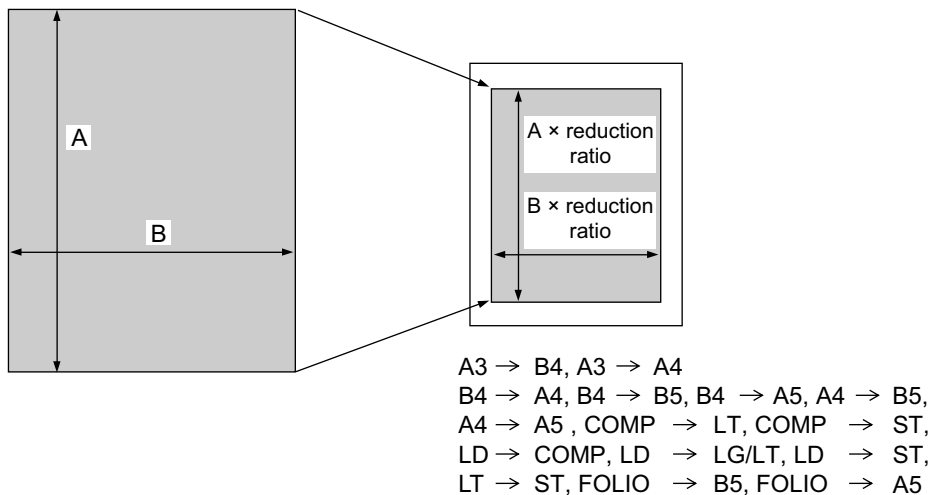 A
B
A × reduction
ratio
B × reduction
ratio
A3 → B4, A3 → A4
B4 → A4, B4 → B5, B4 → A5, A4 → B5,
A4 → A5 , COMP → LT, COMP → ST,
LD → COMP, LD → LG/LT, LD → ST,
LT → ST, FOLIO → B5, FOLIO → A5